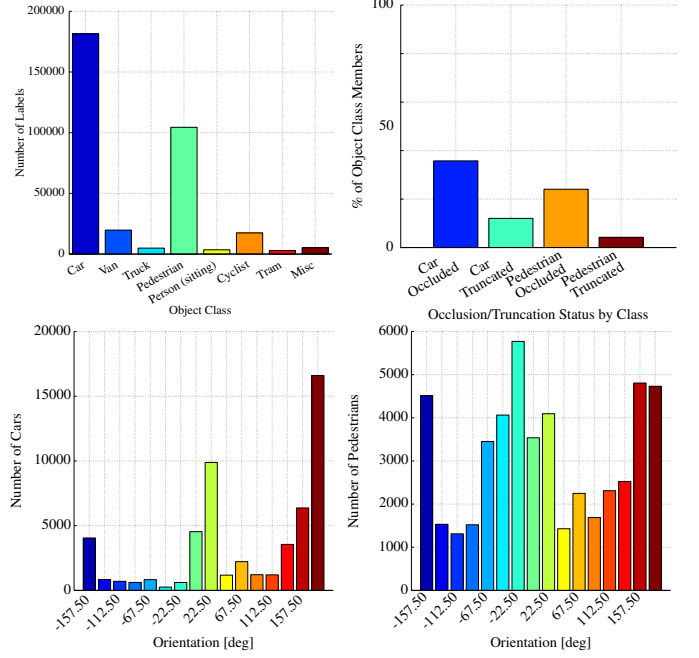 200000
150000
100000
50000
0
Number of Labels
Car
Van
Truck
Pedestrian
Person (sitting)
Cyclist
Tram
Misc
Object Class
100
50
0
% of Object Class Members
Car
Occluded
Car
Truncated
Pedestrian
Occluded
Pedestrian
Truncated
Occlusion/Truncation Status by Class
20000
15000
10000
5000
0
Number of Cars
-157.50
-112.50
-67.50
-22.50
22.50
67.50
112.50
157.50
Orientation [deg]
6000
5000
4000
3000
2000
1000
0
Number of Pedestrians
-157.50
-112.50
-67.50
-22.50
22.50
67.50
112.50
157.50
Orientation [deg]